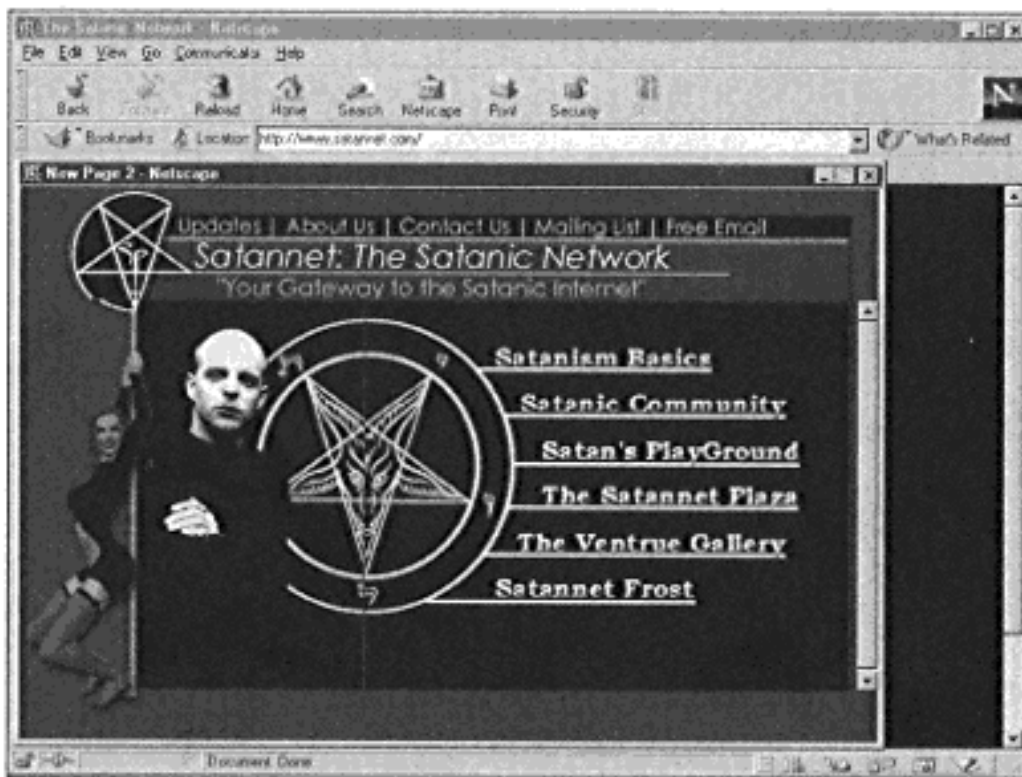 The Satanic Network - Netscape
File Edit View Go Communicator Help
Back Reload Home Search Netscape Print Security
Bookmarks Location http://www.satannet.com/ What's Related
New Page 2 - Netscape
Updates | About Us | Contact Us | Mailing List | Free Email
Satannet: The Satanic Network
"Your Gateway to the Satanic Internet"
Satanism Basics
Satanic Community
Satan's PlayGround
The Satannet Plaza
The Ventrue Gallery
Satannet Frost
Document Done